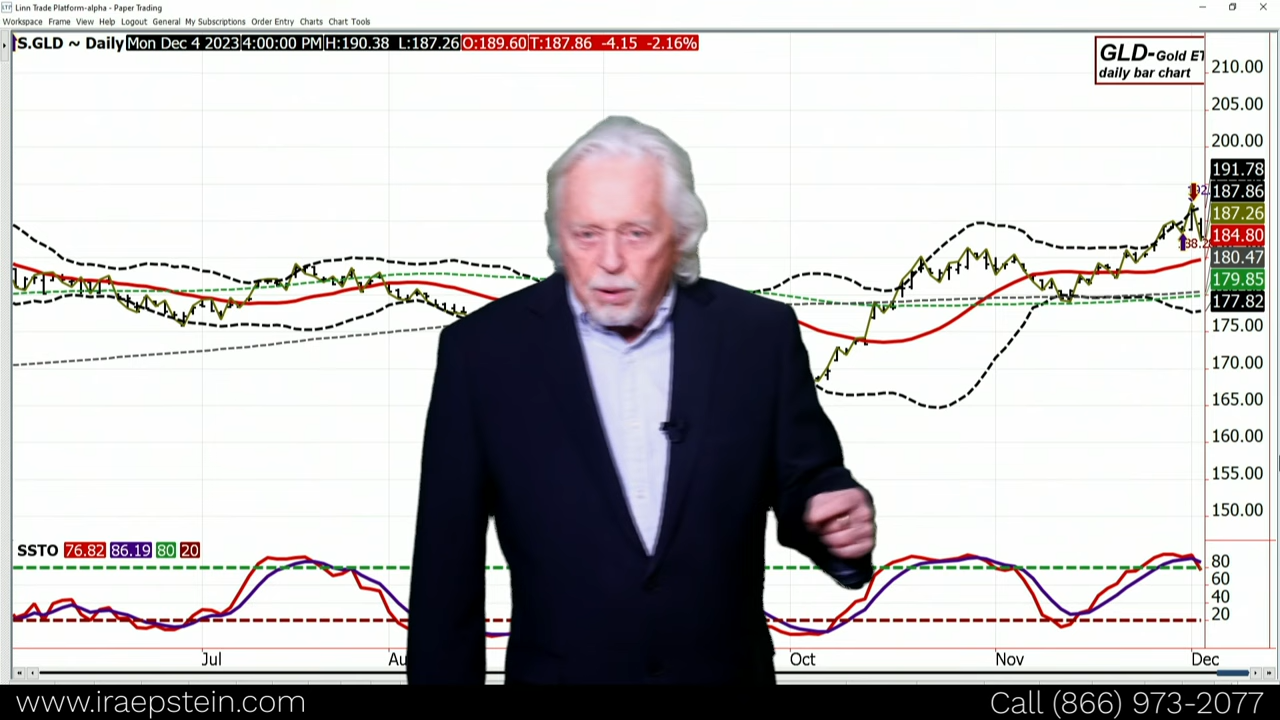 Linn Trade Platform-alpha - Paper Trading
Workspace Frame View Help Logout General My Subscriptions Order Entry Charts Chart Tools
S.GLD ~ Daily Mon Dec 4 2023 4:00:00 PM H:190.38 L:187.26 O:189.60 T:187.86 -4.15 -2.16%
GLD-Gold ET
daily bar chart
210.00
205.00
200.00
191.78
187.86
187.26
184.80
180.47
179.85
177.82
175.00
170.00
165.00
160.00
155.00
150.00
SSTO 76.82 86.19 80 20
80
60
40
20
Jul Au Oct Nov Dec
www.iraepstein.com Call (866) 973-2077